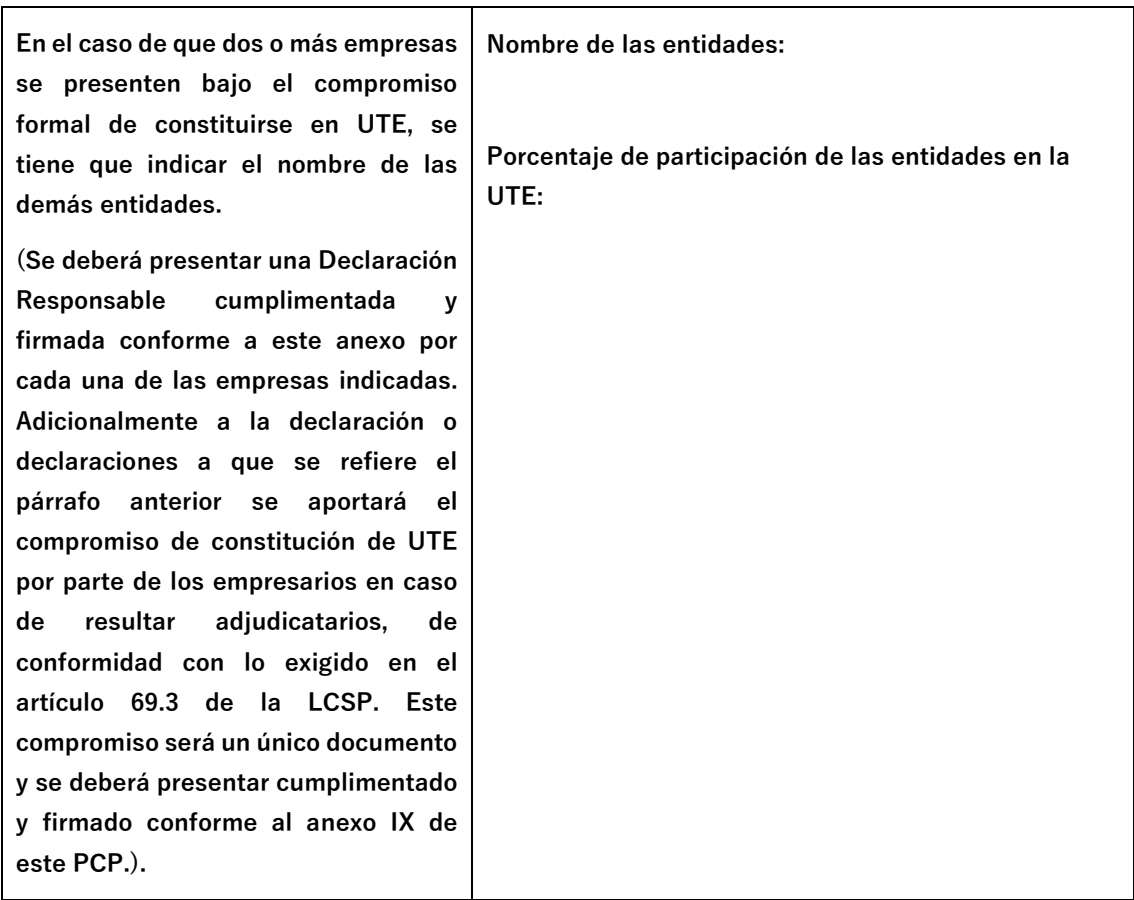 En el caso de que dos o más empresas
se presenten bajo el compromiso
formal de constituirse en UTE, se
tiene que indicar el nombre de las
demás entidades.
(Se deberá presentar una Declaración
Responsable cumplimentada y
firmada conforme a este anexo por
cada una de las empresas indicadas.
Adicionalmente a la declaración o
declaraciones a que se refiere el
párrafo anterior se aportará el
compromiso de constitución de UTE
por parte de los empresarios en caso
de resultar adjudicatarios, de
conformidad con lo exigido en el
artículo 69.3 de la LCSP. Este
compromiso será un único documento
y se deberá presentar cumplimentado
y firmado conforme al anexo IX de
este PCP.).
Nombre de las entidades:
Porcentaje de participación de las entidades en la
UTE: